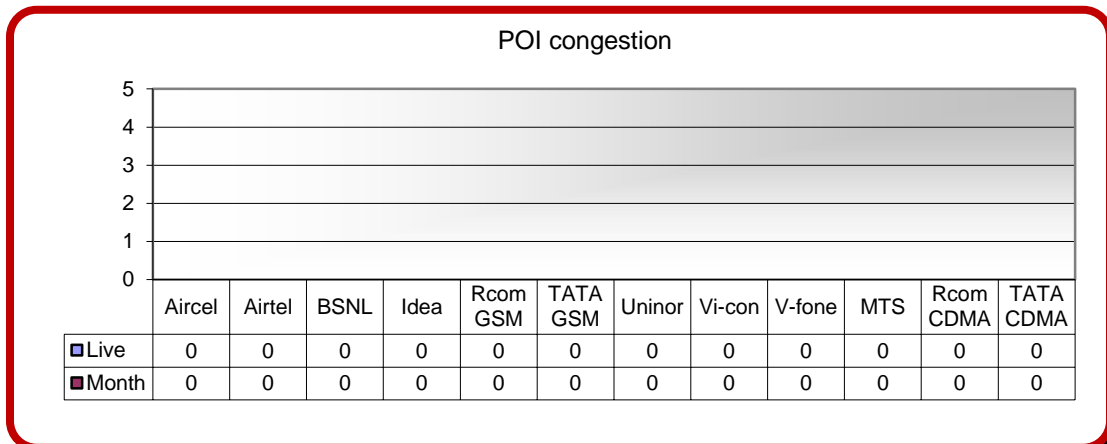 POI congestion
5
4
3
2
1
0
Aircel Airtel BSNL Idea Rcom GSM TATA GSM Uninor Vi-con V-fone MTS Rcom CDMA TATA CDMA
Live 0 0 0 0 0 0 0 0 0 0 0 0
Month 0 0 0 0 0 0 0 0 0 0 0 0